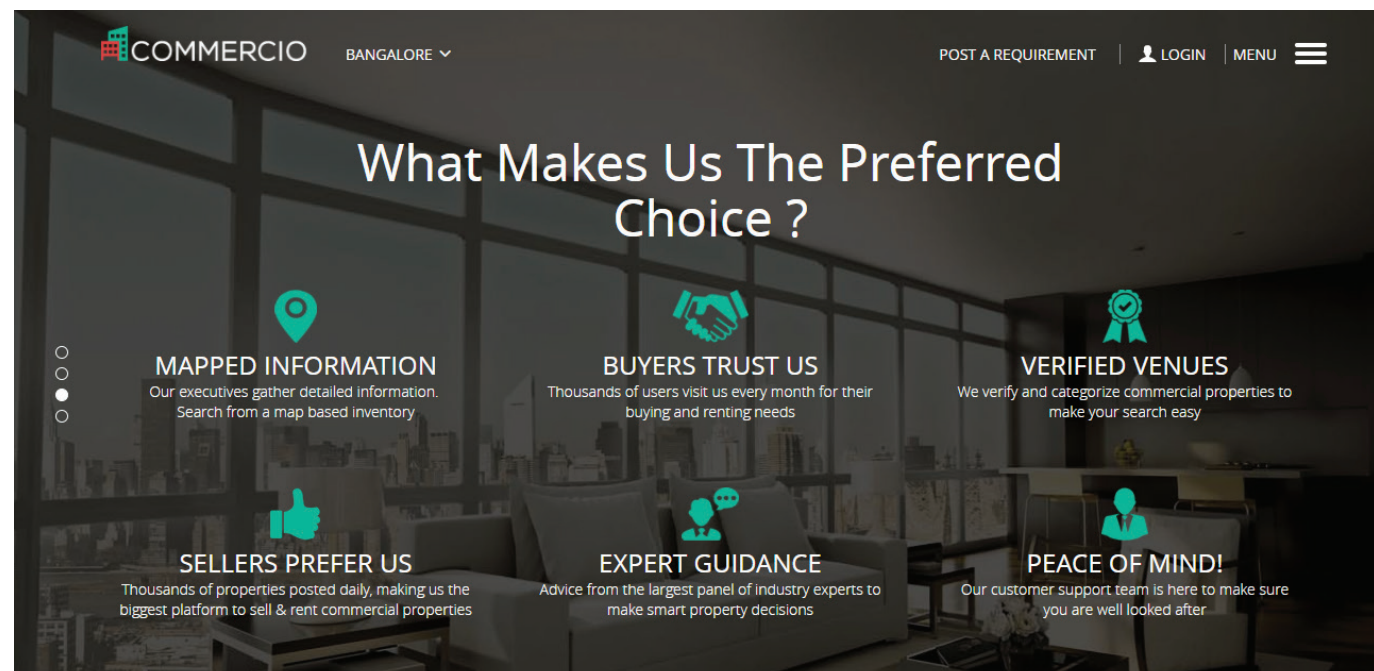 COMMERCIO
BANGALORE
POST A REQUIREMENT
LOGIN
MENU
What Makes Us The Preferred
Choice ?
MAPPED INFORMATION
Our executives gather detailed information.
Search from a map based inventory
BUYERS TRUST US
Thousands of users visit us every month for their
buying and renting needs
VERIFIED VENUES
We verify and categorize commercial properties to
make your search easy
SELLERS PREFER US
Thousands of properties posted daily, making us the
biggest platform to sell & rent commercial properties
EXPERT GUIDANCE
Advice from the largest panel of industry experts to
make smart property decisions
PEACE OF MIND!
Our customer support team is here to make sure
you are well looked after